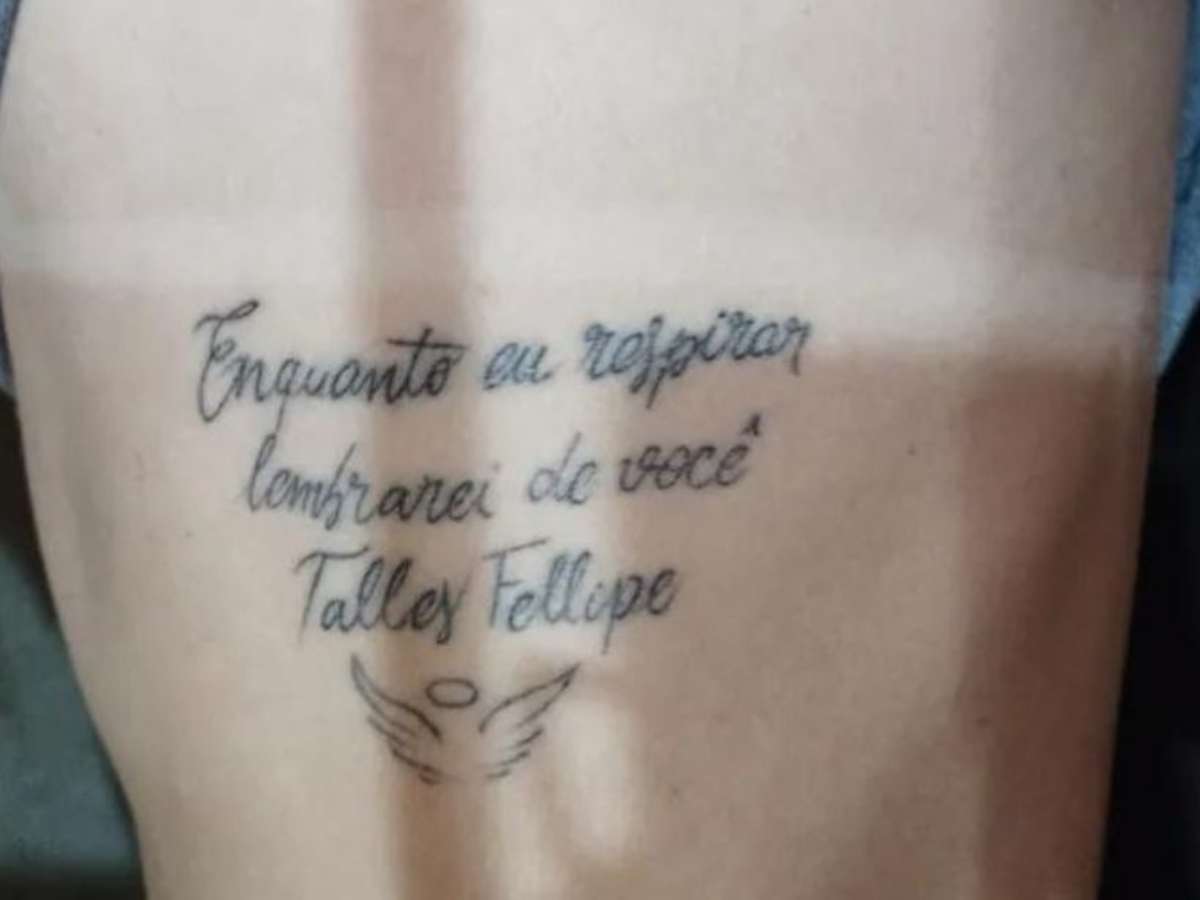 Enquanto eu respirar
lembrarei de você
Talles Fellipe